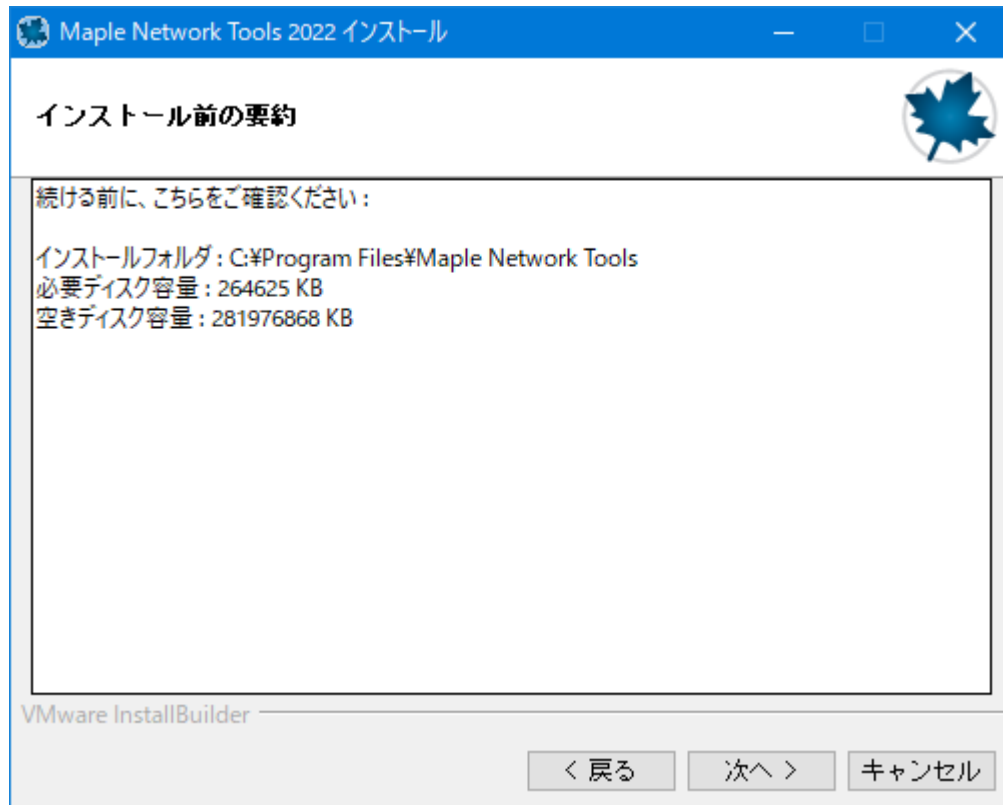 Maple Network Tools 2022 インストール
インストール前の要約
続ける前に、こちらをご確認ください :
インストールフォルダ : C:¥Program Files¥Maple Network Tools
必要ディスク容量 : 264625 KB
空きディスク容量 : 281976868 KB
VMware InstallBuilder
< 戻る 次へ > キャンセル